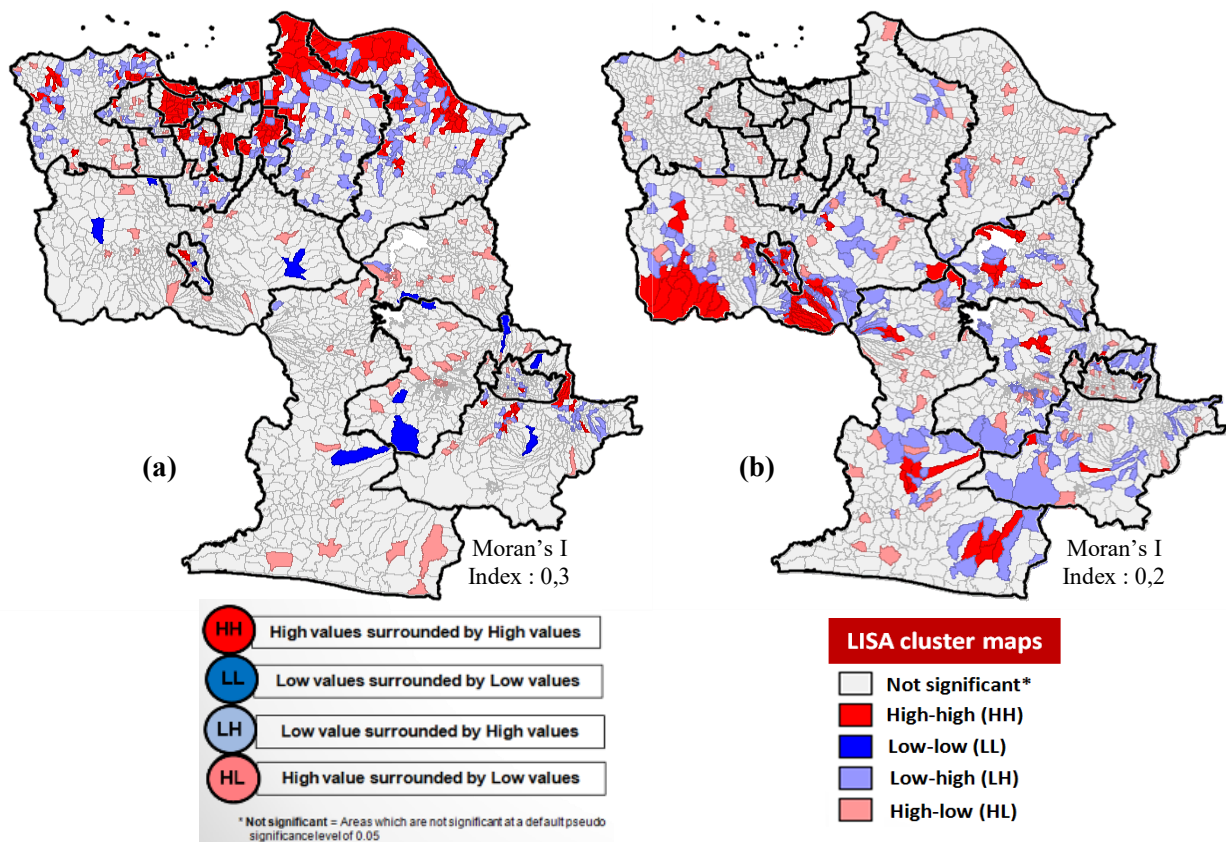 (a)
(b)
Moran's I
Index : 0,3
Moran's I
Index : 0,2
HH
High values surrounded by High values
LL
Low values surrounded by Low values
LH
Low value surrounded by High values
HL
High value surrounded by Low values
* Not significant = Areas which are not significant at a default pseudo
significance level of 0.05
LISA cluster maps
Not significant*
High-high (HH)
Low-low (LL)
Low-high (LH)
High-low (HL)